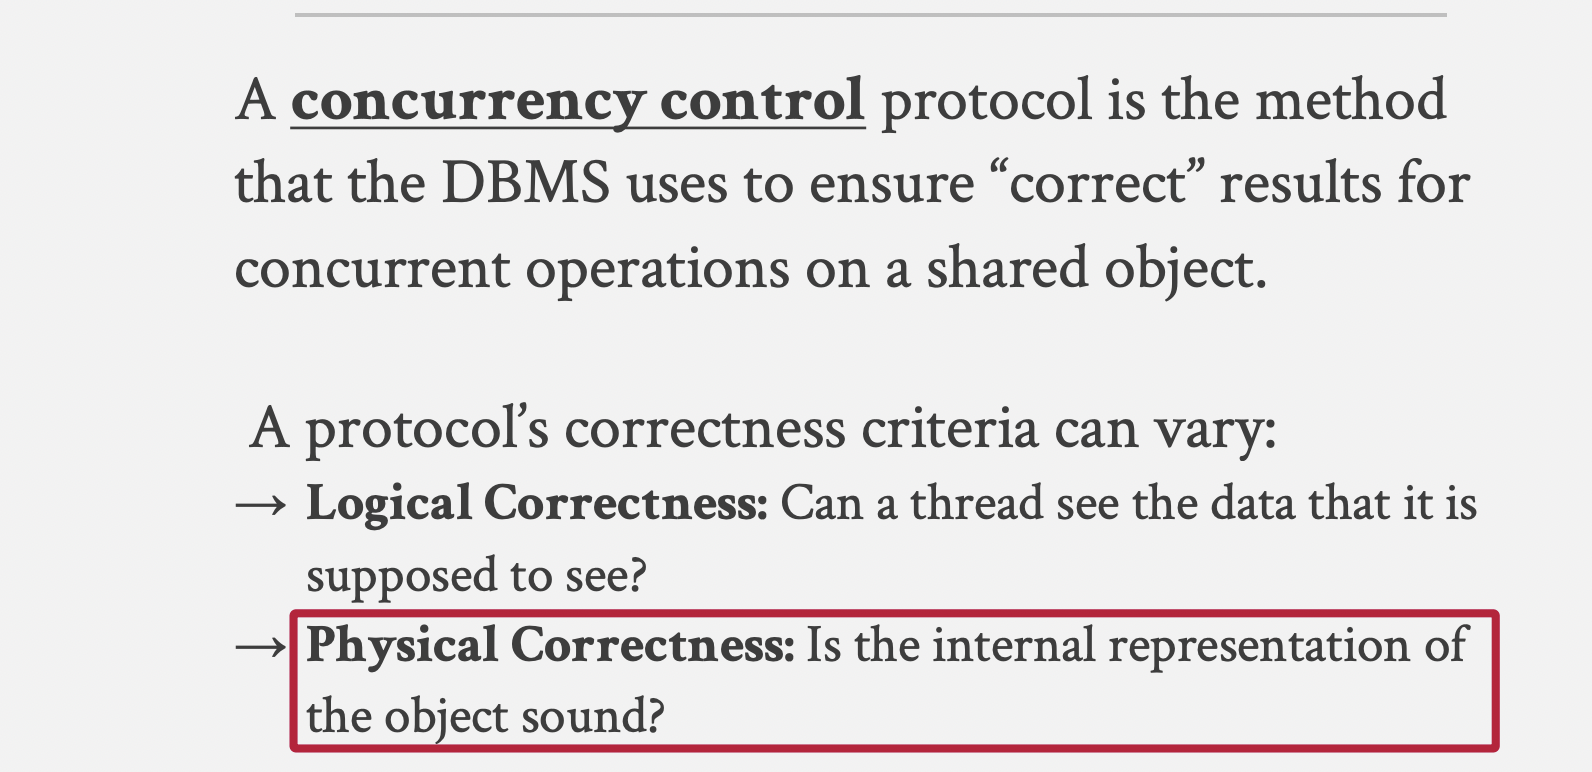 A concurrency control protocol is the method
that the DBMS uses to ensure “correct” results for
concurrent operations on a shared object.
A protocol’s correctness criteria can vary:
→ Logical Correctness: Can a thread see the data that it is
supposed to see?
→ Physical Correctness: Is the internal representation of
the object sound?